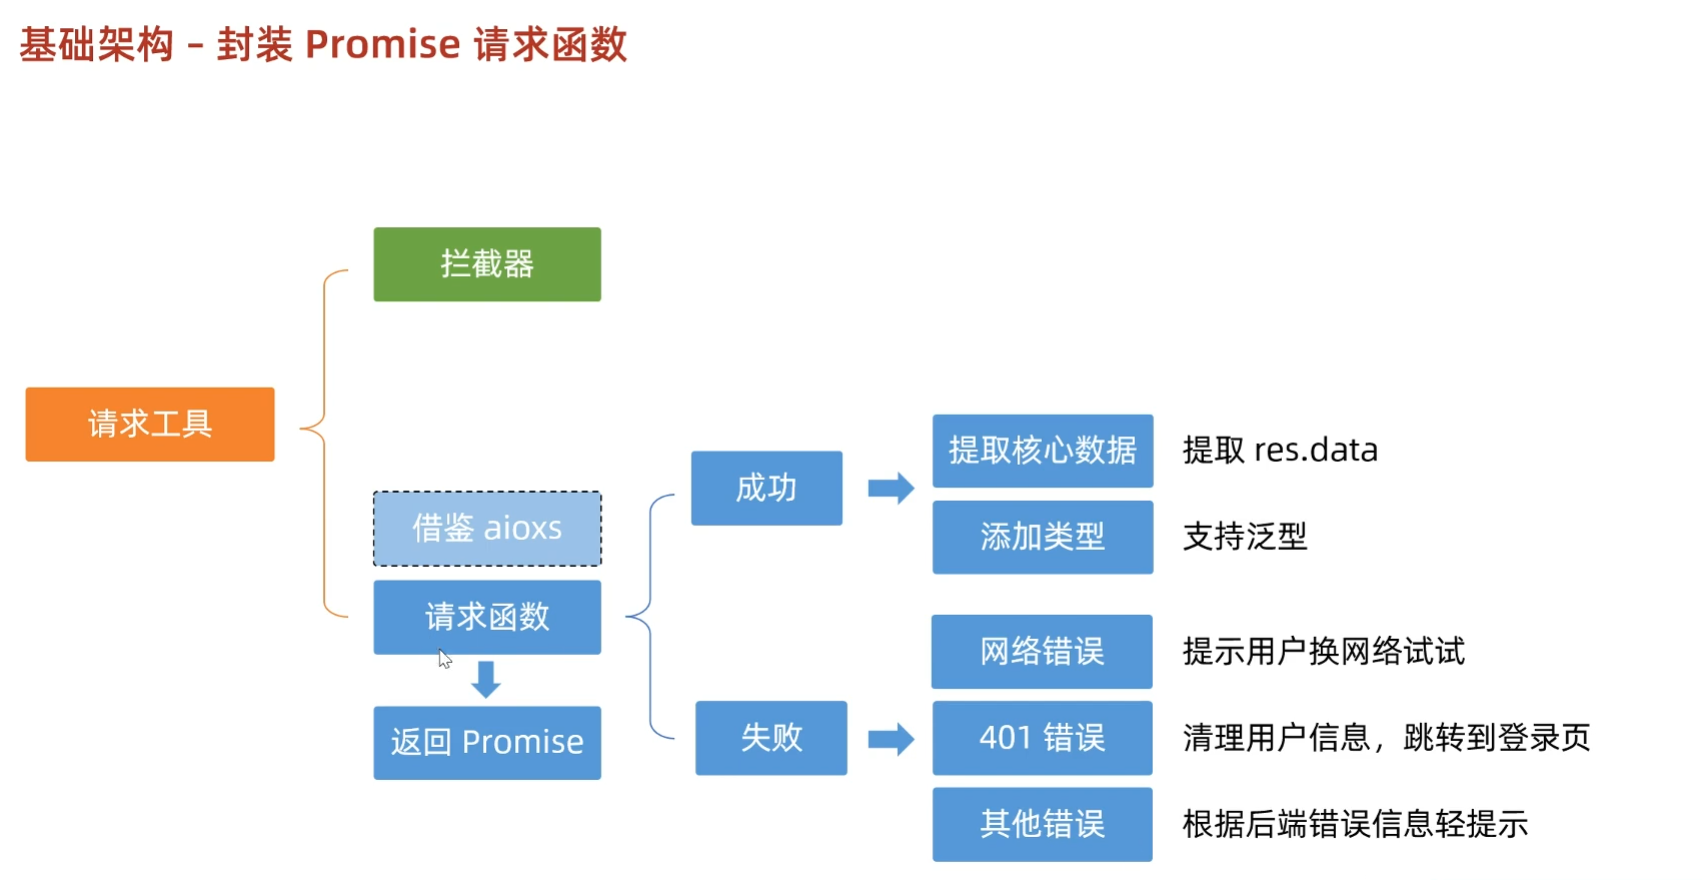 基础架构 – 封装 Promise 请求函数
拦截器
请求工具
借鉴 aioxs
请求函数
返回 Promise
成功
提取核心数据
提取 res.data
添加类型
支持泛型
失败
网络错误
提示用户换网络试试
401 错误
清理用户信息，跳转到登录页
其他错误
根据后端错误信息轻提示